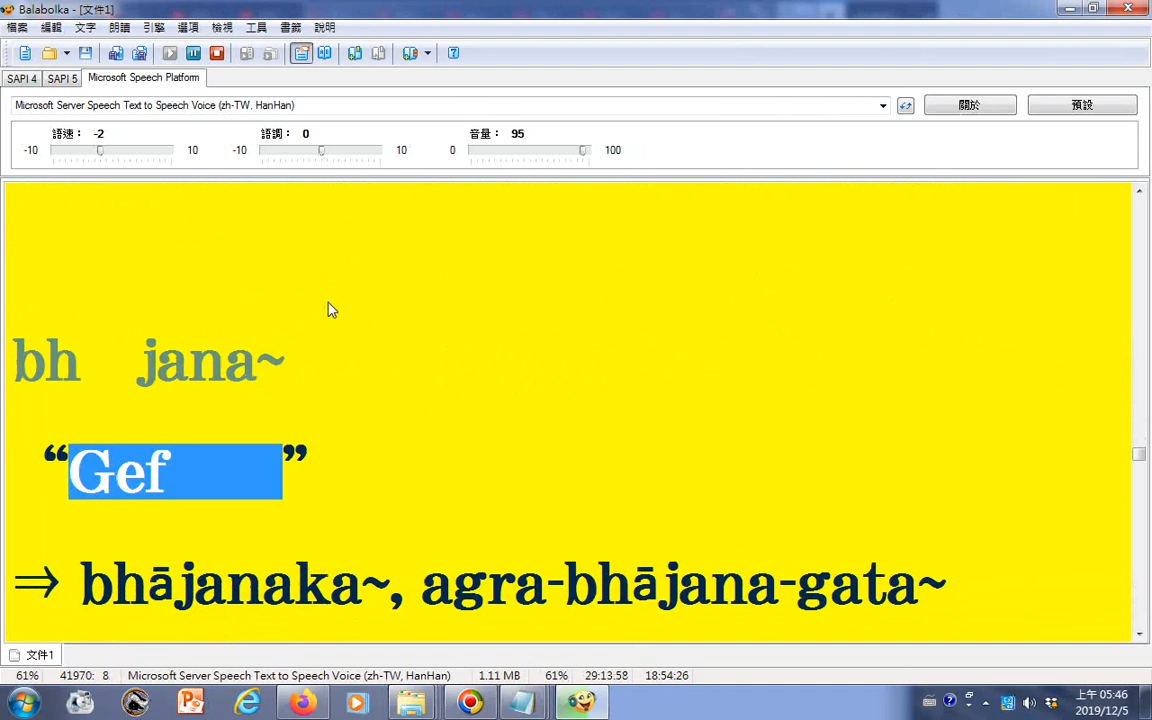 Balabolka - [文件1]
檔案 編輯 文字 朗讀 引擎 選項 檢視 工具 書籤 說明
SAPI 4 SAPI 5 Microsoft Speech Platform
Microsoft Server Speech Text to Speech Voice (zh-TW, HanHan) 關於 預設
語速： -2 語調： 0 音量： 95
-10 10 -10 10 0 100
bh jana~
“Gef ”
⇒ bhājanaka~, agra-bhājana-gata~
文件1
61% 41970: 8 Microsoft Server Speech Text to Speech Voice (zh-TW, HanHan) 1.11 MB 61% 29:13:58 18:54:26
上午 05:46
2019/12/5